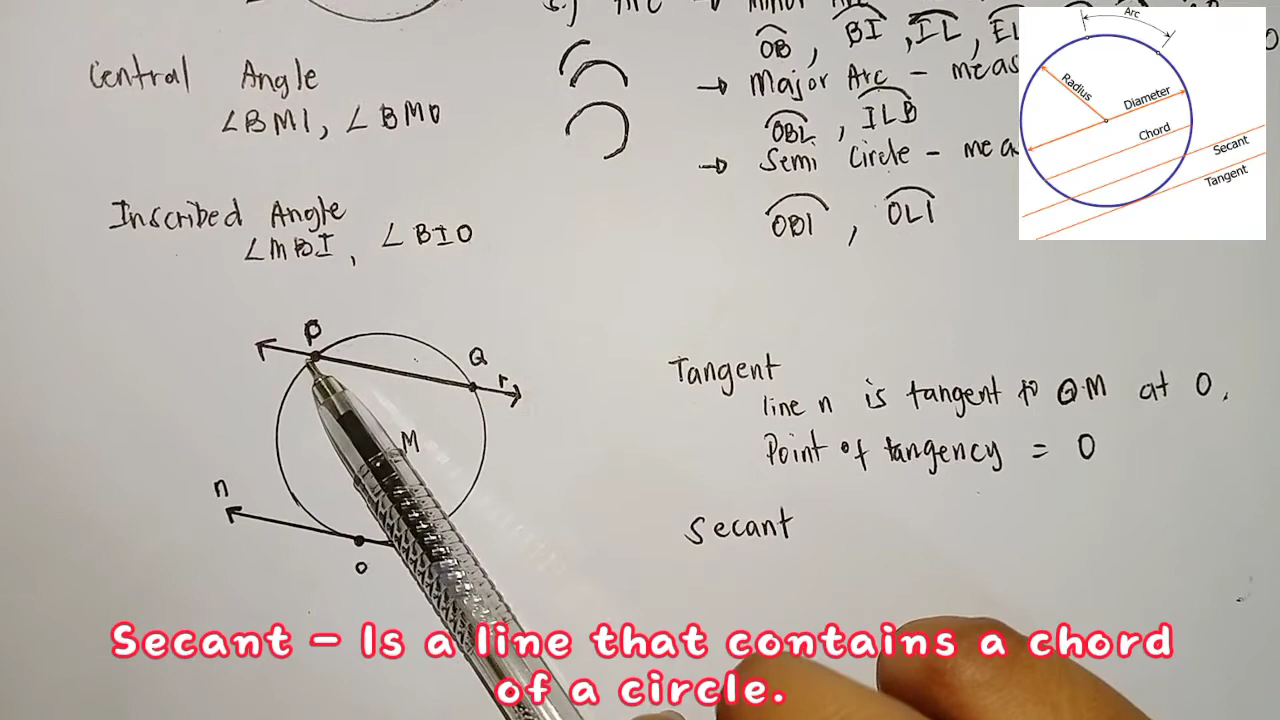 Central Angle
∠BMI, ∠BMO
Inscribed Angle
∠MBI, ∠BIO
OB, BI, IL, EL
→ Major Arc - meas
OBL, ILB
→ Semi Circle - mea
OBI, OLI
Arc
Radius
Diameter
Chord
Secant
Tangent
P
Q
r
M
n
O
Tangent
line n is tangent to ⊙M at O.
Point of tangency = O
Secant
Secant - Is a line that contains a chord
of a circle.